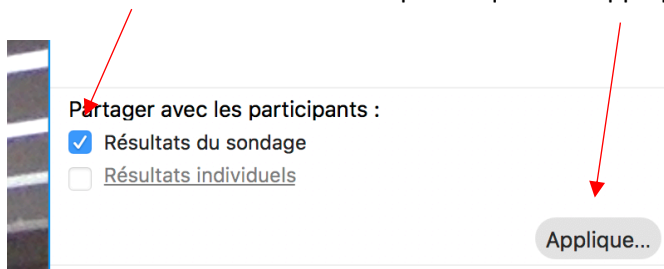 Partager avec les participants :
Résultats du sondage
Résultats individuels
Applique...